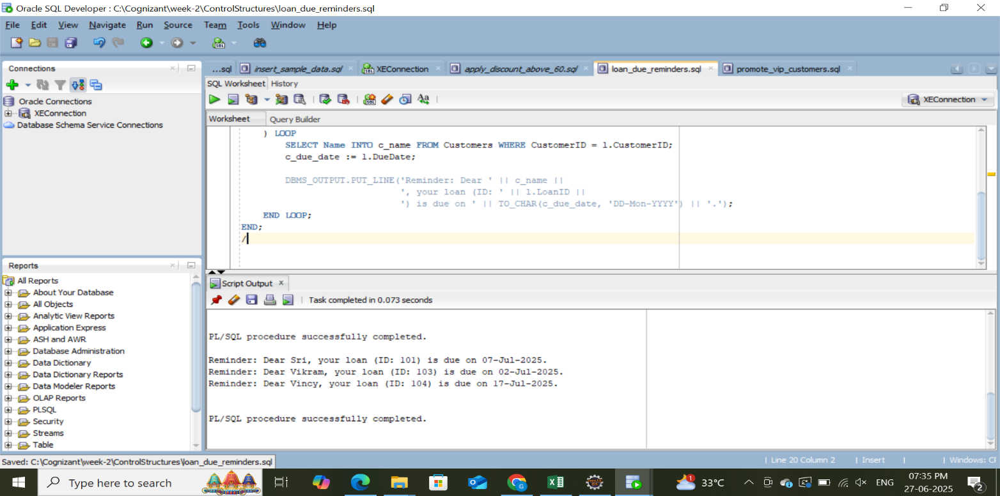 Oracle SQL Developer : C:\Cognizant\week-2\ControlStructures\loan_due_reminders.sql
File Edit View Navigate Run Source Team Tools Window Help
Connections
Oracle Connections
XEConnection
Database Schema Service Connections
...sql insert_sample_data.sql XEConnection apply_discount_above_60.sql loan_due_reminders.sql promote_vip_customers.sql
SQL Worksheet History
XEConnection
Worksheet Query Builder
) LOOP
SELECT Name INTO c_name FROM Customers WHERE CustomerID = l.CustomerID;
c_due_date := l.DueDate;
DBMS_OUTPUT.PUT_LINE('Reminder: Dear ' || c_name ||
', your loan (ID: ' || l.LoanID ||
') is due on ' || TO_CHAR(c_due_date, 'DD-Mon-YYYY') || '.');
END LOOP;
END;
/
Reports
All Reports
About Your Database
All Objects
Analytic View Reports
Application Express
ASH and AWR
Database Administration
Data Dictionary
Data Dictionary Reports
Data Modeler Reports
OLAP Reports
PLSQL
Security
Streams
Table
Script Output
Task completed in 0.073 seconds
PL/SQL procedure successfully completed.
Reminder: Dear Sri, your loan (ID: 101) is due on 07-Jul-2025.
Reminder: Dear Vikram, your loan (ID: 103) is due on 02-Jul-2025.
Reminder: Dear Vincy, your loan (ID: 104) is due on 17-Jul-2025.
PL/SQL procedure successfully completed.
Saved: C:\Cognizant\week-2\ControlStructures\loan_due_reminders.sql
| Line 20 Column 2 | Insert | | Windows: Cl
Type here to search
1
33°C
ENG
07:35 PM
27-06-2025
2